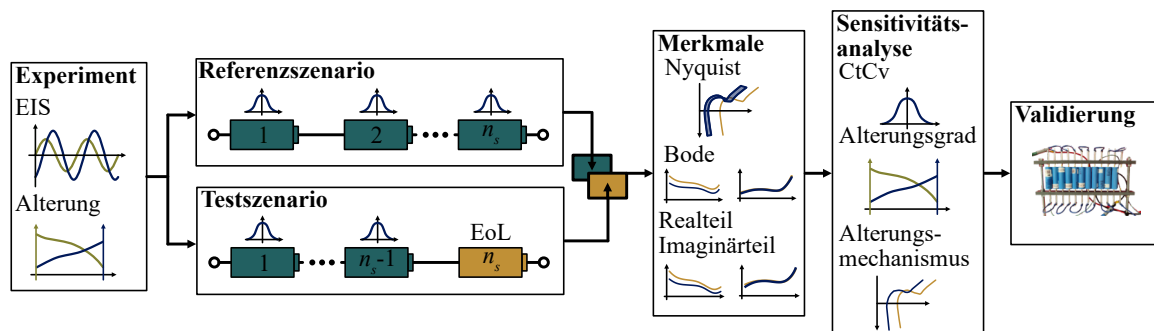 Experiment
EIS
Alterung
Referenzszenario
1
2
n_s
Testszenario
EoL
1
n_s-1
n_s
Merkmale
Nyquist
Bode
Realteil
Imaginärteil
Sensitivitäts-
analyse
CtCv
Alterungsgrad
Alterungs-
mechanismus
Validierung